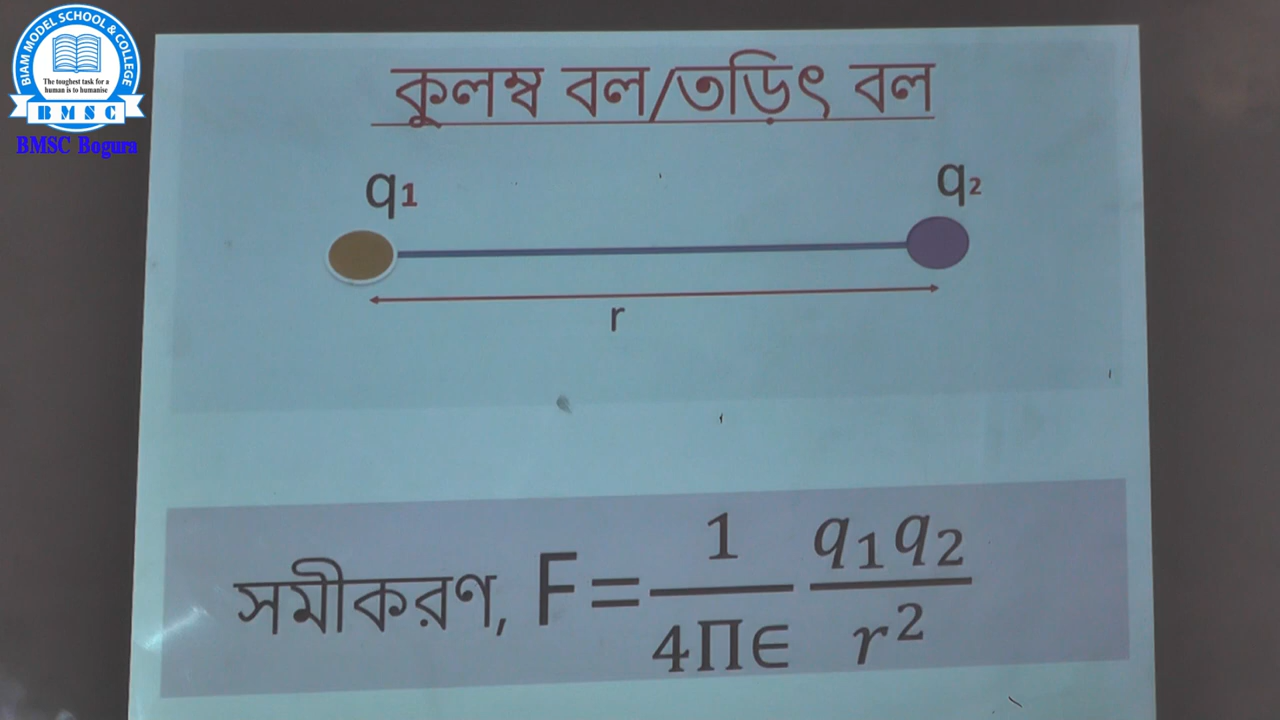 BIAM MODEL SCHOOL & COLLEGE
The toughest task for a
human is to humanise
B M S C
BMSC Bogura
কুলম্ব বল/তড়িৎ বল
q1 q2
r
সমীকরণ, F = 1/4Π∈ q1q2/r²